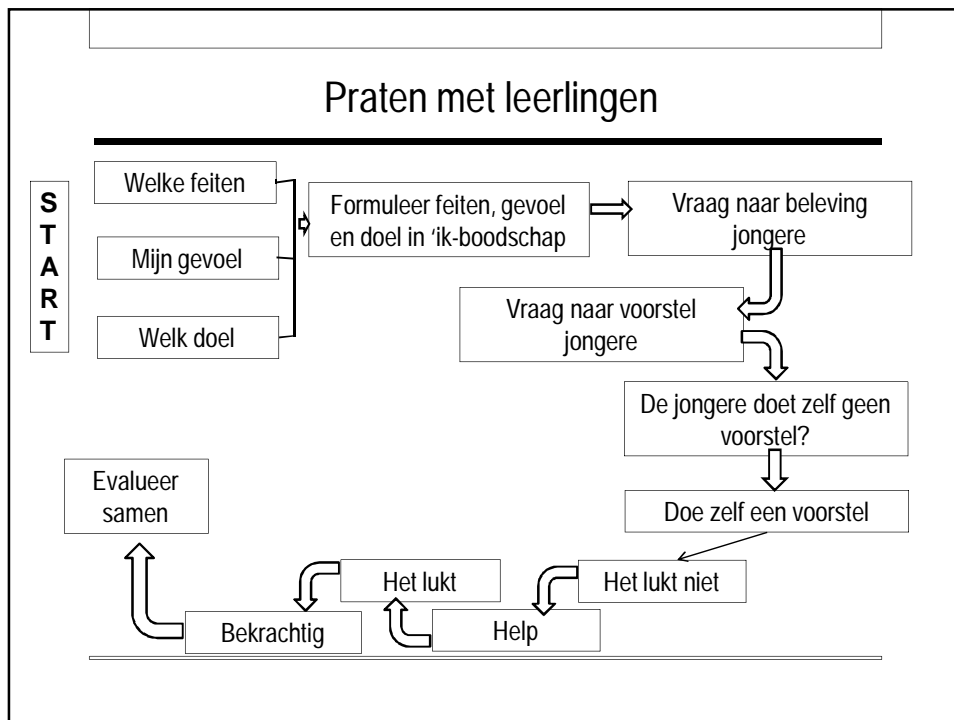 Praten met leerlingen
START
Welke feiten
Mijn gevoel
Welk doel
Formuleer feiten, gevoel
en doel in 'ik-boodschap
Vraag naar beleving
jongere
Vraag naar voorstel
jongere
De jongere doet zelf geen
voorstel?
Doe zelf een voorstel
Het lukt niet
Help
Het lukt
Bekrachtig
Evalueer
samen